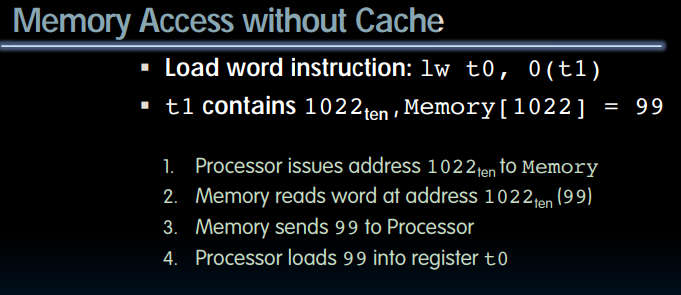 Memory Access without Cache
▪ Load word instruction: lw t0, 0(t1)
▪ t1 contains 1022ten, Memory[1022] = 99
1. Processor issues address 1022ten to Memory
2. Memory reads word at address 1022ten (99)
3. Memory sends 99 to Processor
4. Processor loads 99 into register t0